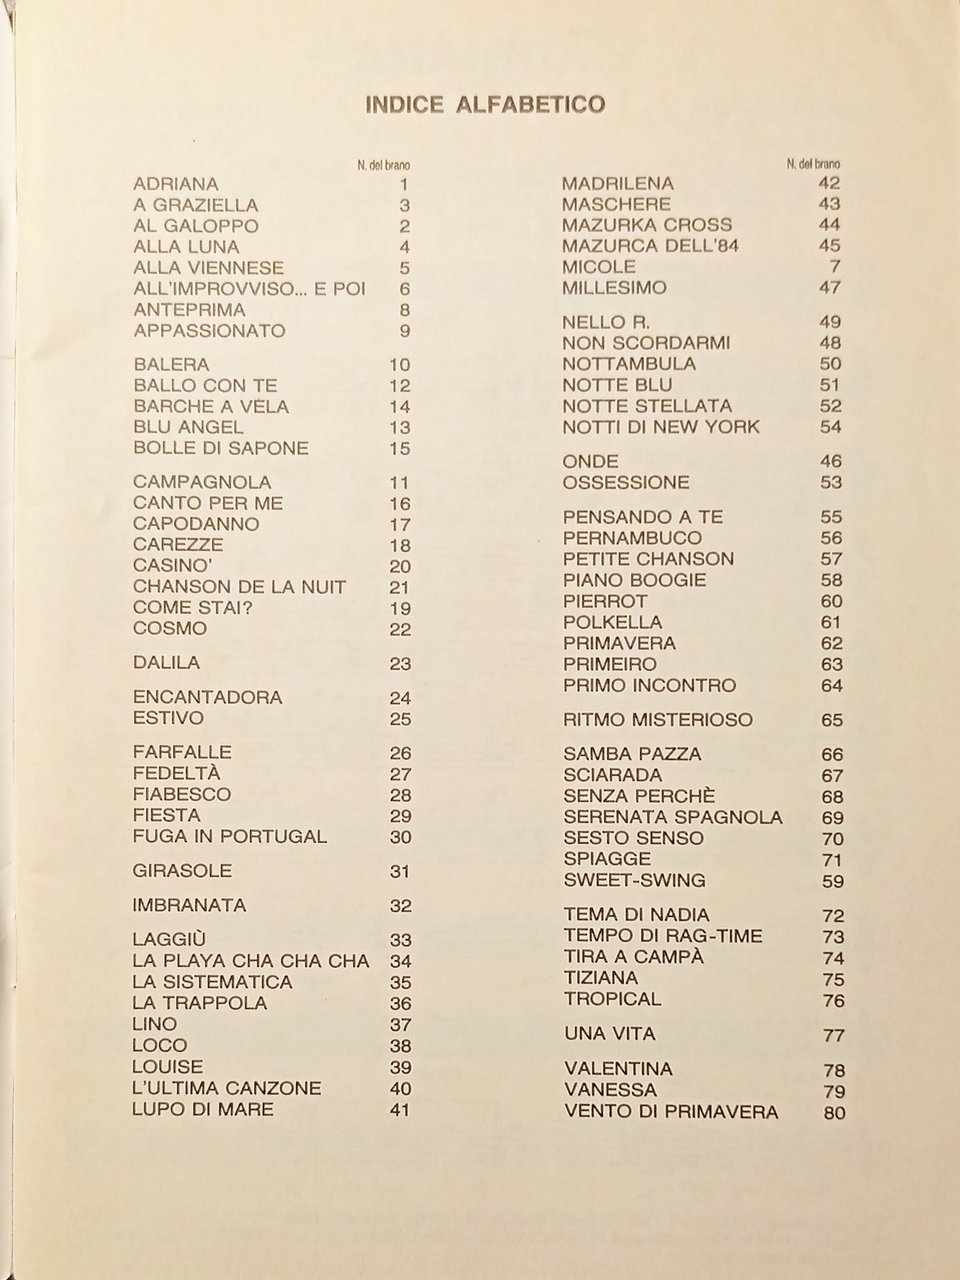 INDICE ALFABETICO
N. del brano
ADRIANA 1
A GRAZIELLA 3
AL GALOPPO 2
ALLA LUNA 4
ALLA VIENNESE 5
ALL'IMPROVVISO... E POI 6
ANTEPRIMA 8
APPASSIONATO 9
BALERA 10
BALLO CON TE 12
BARCHE A VELA 14
BLU ANGEL 13
BOLLE DI SAPONE 15
CAMPAGNOLA 11
CANTO PER ME 16
CAPODANNO 17
CAREZZE 18
CASINO' 20
CHANSON DE LA NUIT 21
COME STAI? 19
COSMO 22
DALILA 23
ENCANTADORA 24
ESTIVO 25
FARFALLE 26
FEDELTÀ 27
FIABESCO 28
FIESTA 29
FUGA IN PORTUGAL 30
GIRASOLE 31
IMBRANATA 32
LAGGIÙ 33
LA PLAYA CHA CHA CHA 34
LA SISTEMATICA 35
LA TRAPPOLA 36
LINO 37
LOCO 38
LOUISE 39
L'ULTIMA CANZONE 40
LUPO DI MARE 41
N. del brano
MADRILENA 42
MASCHERE 43
MAZURKA CROSS 44
MAZURCA DELL'84 45
MICOLE 7
MILLESIMO 47
NELLO R. 49
NON SCORDARMI 48
NOTTAMBULA 50
NOTTE BLU 51
NOTTE STELLATA 52
NOTTI DI NEW YORK 54
ONDE 46
OSSESSIONE 53
PENSANDO A TE 55
PERNAMBUCO 56
PETITE CHANSON 57
PIANO BOOGIE 58
PIERROT 60
POLKELLA 61
PRIMAVERA 62
PRIMEIRO 63
PRIMO INCONTRO 64
RITMO MISTERIOSO 65
SAMBA PAZZA 66
SCIARADA 67
SENZA PERCHÈ 68
SERENATA SPAGNOLA 69
SESTO SENSO 70
SPIAGGE 71
SWEET-SWING 59
TEMA DI NADIA 72
TEMPO DI RAG-TIME 73
TIRA A CAMPÀ 74
TIZIANA 75
TROPICAL 76
UNA VITA 77
VALENTINA 78
VANESSA 79
VENTO DI PRIMAVERA 80